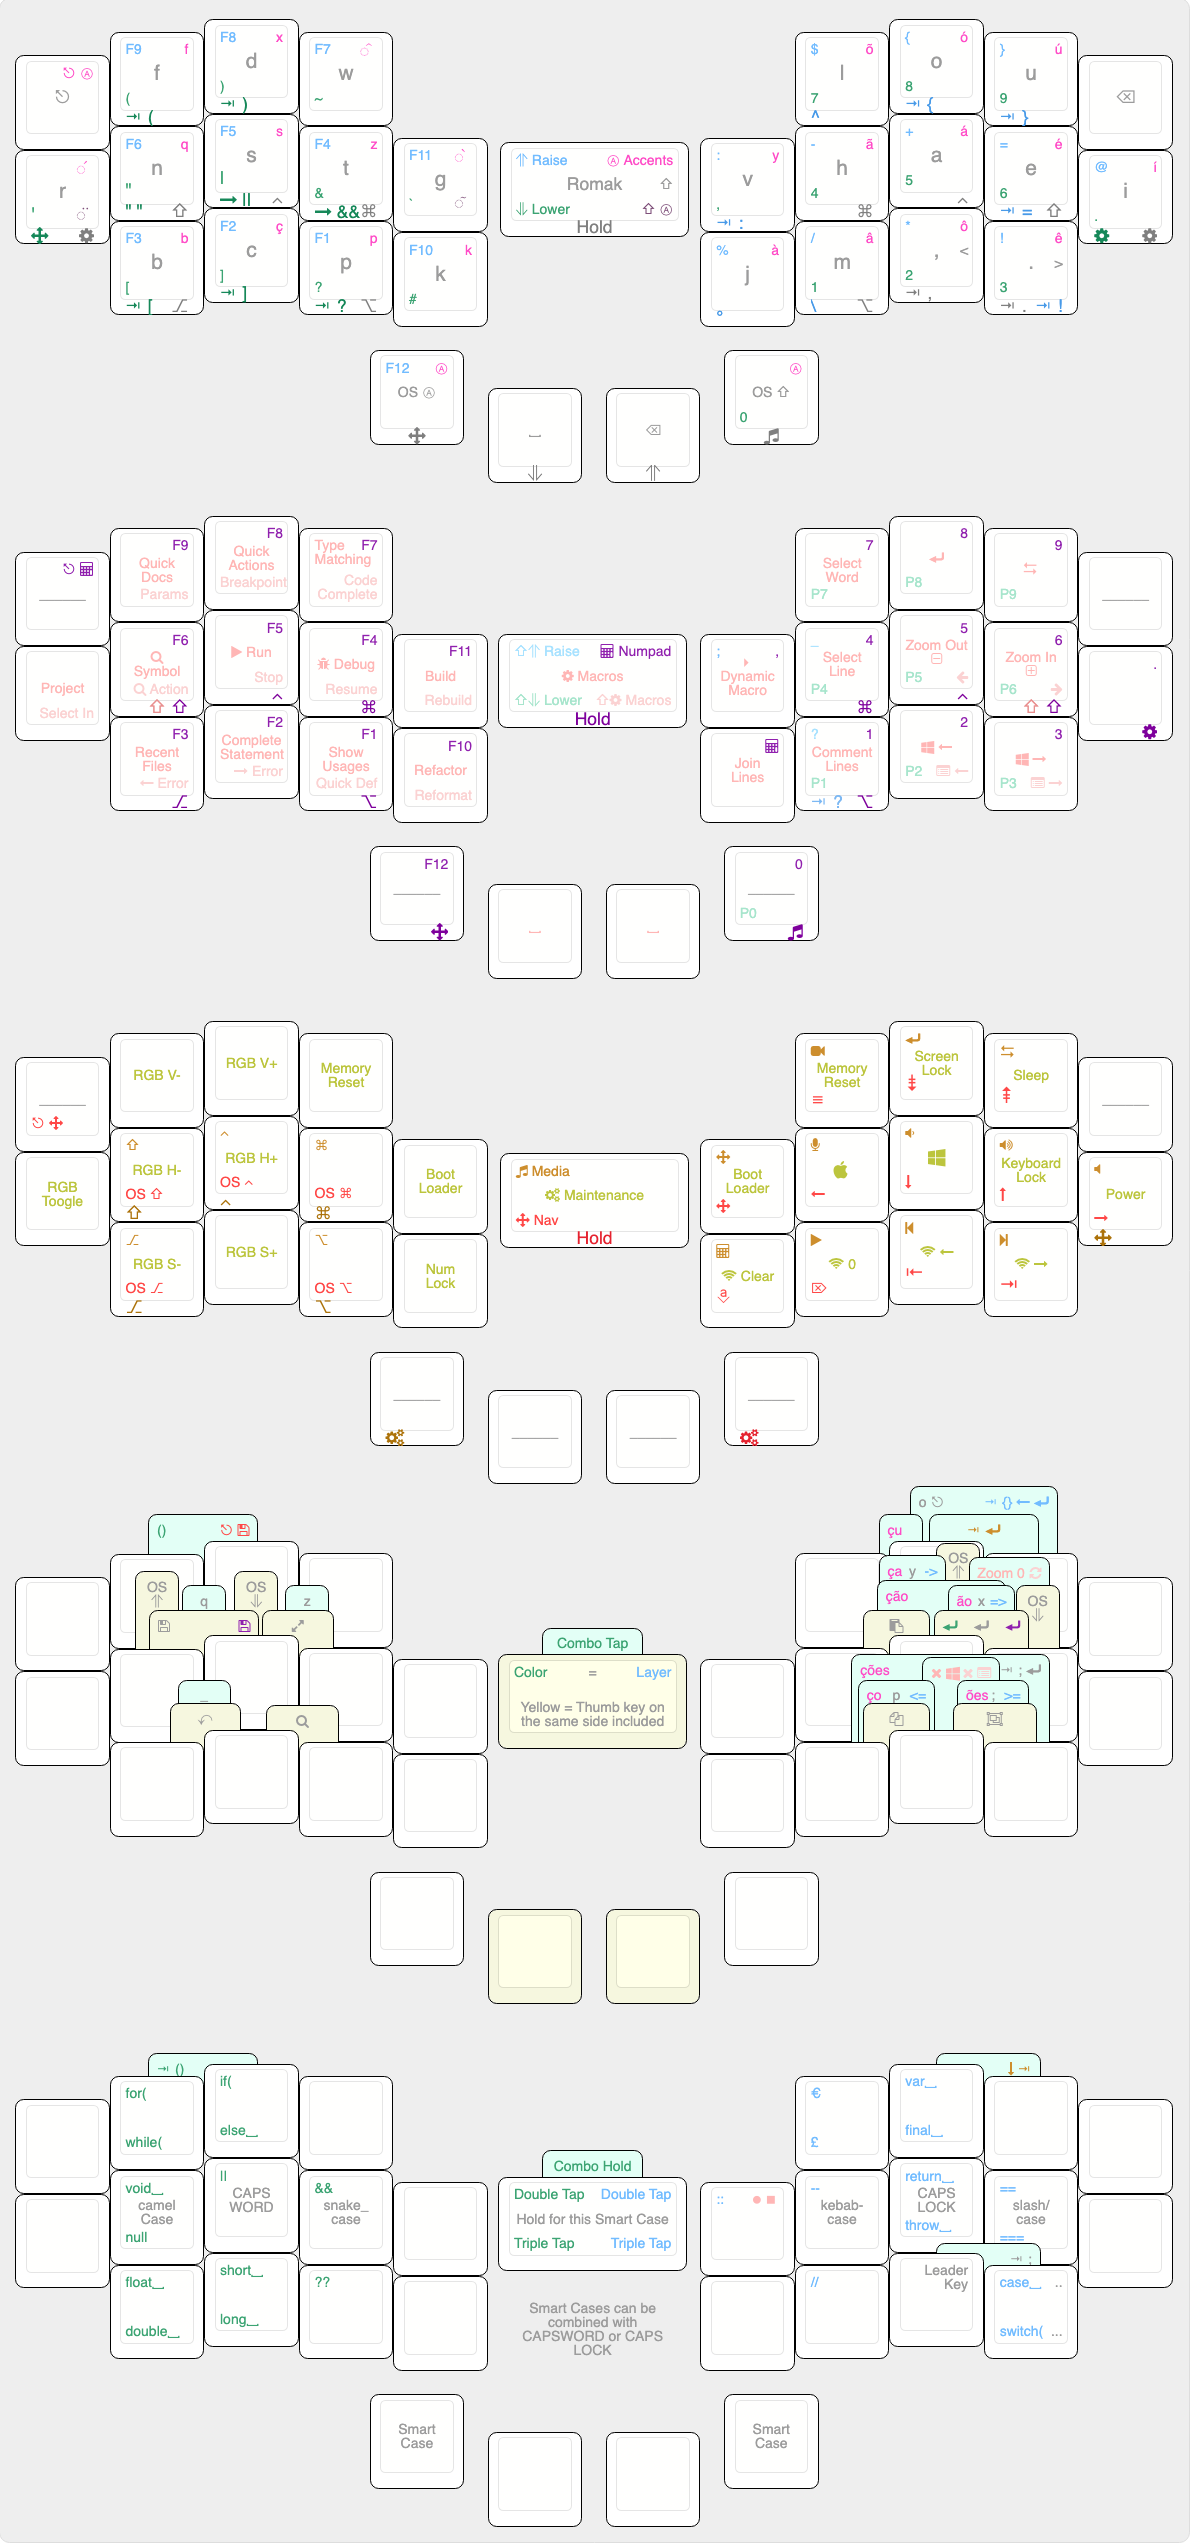 F9 f
f
(
⇥ (
F8 x
d
)
⇥ )
F7 ^
w
~
$ õ
l
7
^
{ ó
o
8
⇥ {
} ú
u
9
⇥ }
r
'
F6 q
n
"
" "
F5 s
s
|
→ ||
F4 z
t
&
→ &&⌘
F11 `
g
`
Raise Accents
Romak
Lower
Hold
: y
v
,
⇥ :
- ã
h
4
⌘
+ á
a
5
= é
e
6
⇥ =
@ í
i
.
F3 b
b
[
⇥ [
F2 ç
c
]
⇥ ]
F1 p
p
?
⇥ ? ⌥
F10 k
k
#
% à
j
°
/ â
m
1
\ ⌥
* ô
, <
2
⇥ ,
! ê
. >
3
⇥ . ⇥ !
F12
OS
OS
0
F9
Quick
Docs
Params
F8
Quick
Actions
Breakpoint
Type F7
Matching
Code
Complete
7
Select
Word
P7
8
P8
9
P9
Project
Select In
F6
Symbol
Action
F5
Run
Stop
F4
Debug
Resume
⌘
F11
Build
Rebuild
Raise Numpad
Macros
Lower Macros
Hold
; ,
Dynamic
Macro
_ 4
Select
Line
P4
⌘
5
Zoom Out
P5 ←
6
Zoom In
P6 →
.
F3
Recent
Files
← Error
F2
Complete
Statement
→ Error
F1
Show
Usages
Quick Def
⌥
F10
Refactor
Reformat
Join
Lines
? 1
Comment
Lines
P1
⇥ ? ⌥
2
P2
3
P3
F12
0
P0
RGB V-
RGB V+
Memory
Reset
Memory
Reset
Screen
Lock
Sleep
RGB
Toogle
RGB H-
OS ⇧
RGB H+
OS ^
⌘
OS ⌘
⌘
Boot
Loader
Media
Maintenance
Nav
Hold
Boot
Loader
Keyboard
Lock
Power
RGB S-
OS
RGB S+
⌥
OS ⌥
⌥
Num
Lock
Clear
a
0
()
OS
q
OS
z
_
o ⇥ {} ← ↵
çu ⇥ ↵
OS
ça y -> Zoom 0
ção ão x => OS
ções ⇥ ; ↵
ço p <= ões ; >=
Combo Tap
Color = Layer
Yellow = Thumb key on
the same side included
⇥ ()
for(
while(
if(
else⎵
€
£
var⎵
final⎵
↓ ⇥
void⎵
camel
Case
null
||
CAPS
WORD
&&
snake_
case
Combo Hold
Double Tap Double Tap
Hold for this Smart Case
Triple Tap Triple Tap
::
--
kebab-
case
return⎵
CAPS
LOCK
throw⎵
==
slash/
case
===
⇥ ;
float⎵
double⎵
short⎵
long⎵
??
Smart Cases can be
combined with
CAPSWORD or CAPS
LOCK
//
Leader
Key
case⎵ ..
switch( ...
Smart
Case
Smart
Case